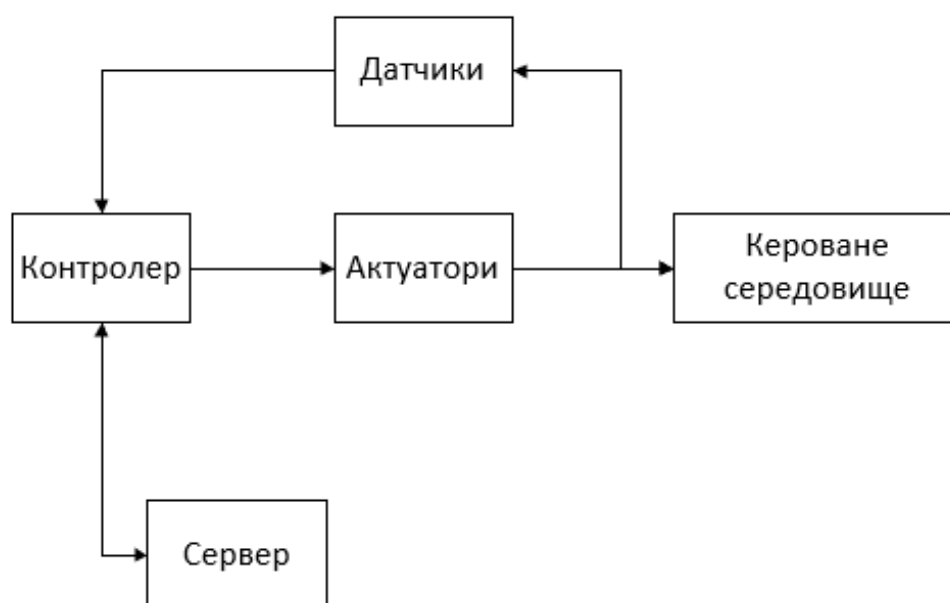 Датчики
Контролер
Актуатори
Кероване
середовище
Сервер